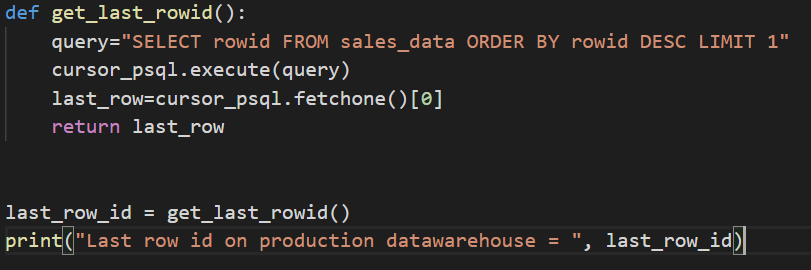 def get_last_rowid():
    query="SELECT rowid FROM sales_data ORDER BY rowid DESC LIMIT 1"
    cursor_psql.execute(query)
    last_row=cursor_psql.fetchone()[0]
    return last_row
last_row_id = get_last_rowid()
print("Last row id on production datawarehouse = ", last_row_id)